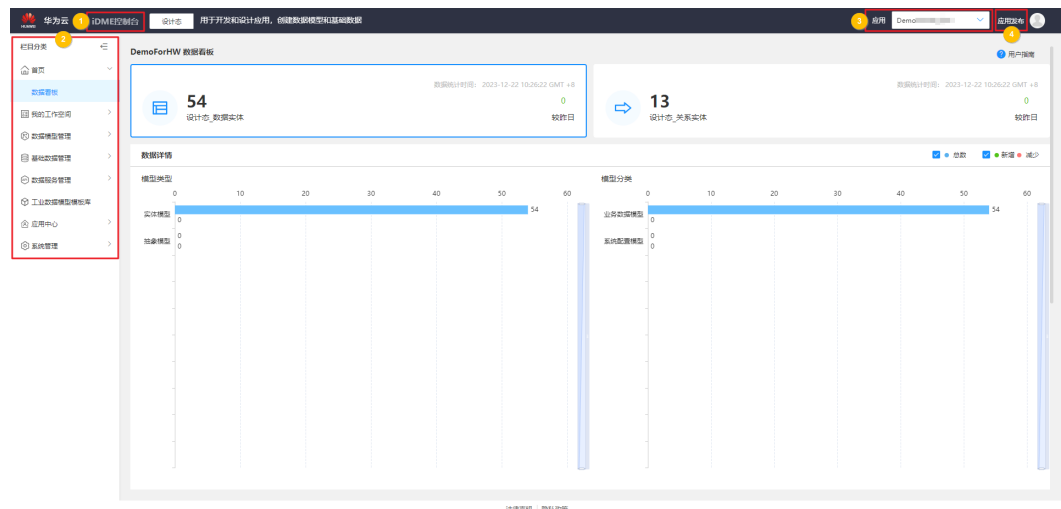 HUAWEI 华为云 1 iDME控制台 设计态 用于开发和设计应用，创建数据模型和基础数据 3 应用 Demo 应用发布
2 4
栏目分类
首页
数据看板
我的工作空间
数据模型管理
基础数据管理
数据服务管理
工业数据模型模板库
应用中心
系统管理
DemoForHW 数据看板 用户指南
数据统计时间： 2023-12-22 10:26:22 GMT +8
54 0
设计态_数据实体 较昨日
数据统计时间： 2023-12-22 10:26:22 GMT +8
13 0
设计态_关系实体 较昨日
数据详情 总数 新增 减少
模型类型
0 10 20 30 40 50 60
实体模型 54
0
抽象模型 0
0
模型分类
0 10 20 30 40 50 60
业务数据模型 54
0
系统配置模型 0
0
法律声明 | 隐私政策